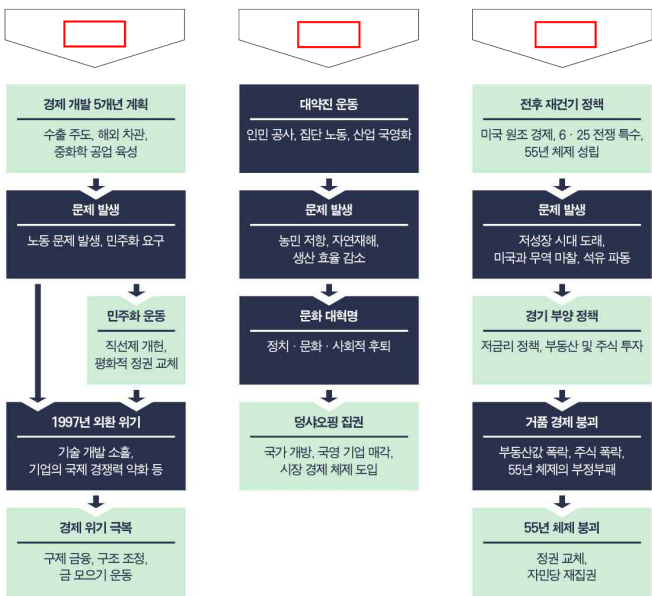 경제 개발 5개년 계획
수출 주도, 해외 차관,
중화학 공업 육성
문제 발생
노동 문제 발생, 민주화 요구
민주화 운동
직선제 개헌,
평화적 정권 교체
1997년 외환 위기
기술 개발 소홀,
기업의 국제 경쟁력 약화 등
경제 위기 극복
구제 금융, 구조 조정,
금 모으기 운동
대약진 운동
인민 공사, 집단 노동, 산업 국영화
문제 발생
농민 저항, 자연재해,
생산 효율 감소
문화 대혁명
정치 · 문화 · 사회적 후퇴
덩샤오핑 집권
국가 개방, 국영 기업 매각,
시장 경제 체제 도입
전후 재건기 정책
미국 원조 경제, 6 · 25 전쟁 특수,
55년 체제 성립
문제 발생
저성장 시대 도래,
미국과 무역 마찰, 석유 파동
경기 부양 정책
저금리 정책, 부동산 및 주식 투자
거품 경제 붕괴
부동산값 폭락, 주식 폭락,
55년 체제의 부정부패
55년 체제 붕괴
정권 교체,
자민당 재집권